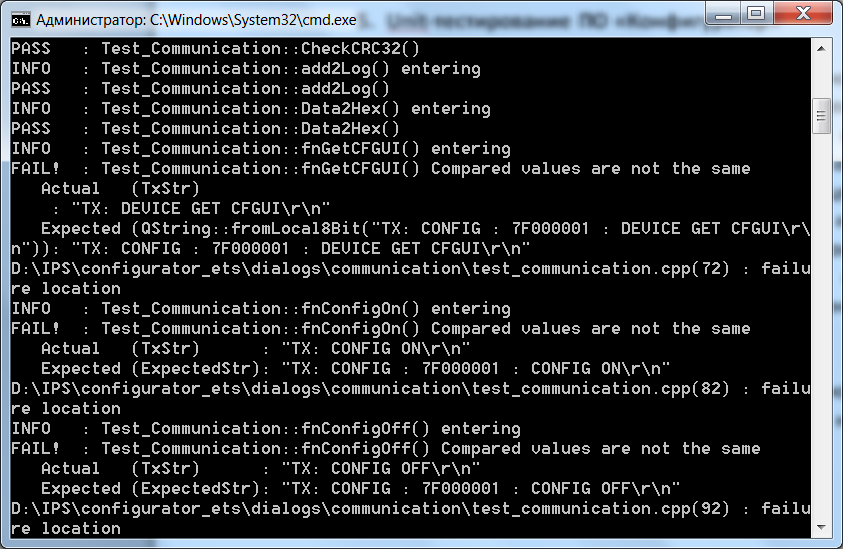 Администратор: C:\Windows\System32\cmd.exe
5. Unit тестирование ПО «Конфигуратор
PASS   : Test_Communication::CheckCRC32()
INFO   : Test_Communication::add2Log() entering
PASS   : Test_Communication::add2Log()
INFO   : Test_Communication::Data2Hex() entering
PASS   : Test_Communication::Data2Hex()
INFO   : Test_Communication::fnGetCFGUI() entering
FAIL!  : Test_Communication::fnGetCFGUI() Compared values are not the same
   Actual   (TxStr)
    : "TX: DEVICE GET CFGUI\r\n"
   Expected (QString::fromLocal8Bit("TX: CONFIG : 7F000001 : DEVICE GET CFGUI\r\
n")): "TX: CONFIG : 7F000001 : DEVICE GET CFGUI\r\n"
D:\IPS\configurator_ets\dialogs\communication\test_communication.cpp(72) : failu
re location
INFO   : Test_Communication::fnConfigOn() entering
FAIL!  : Test_Communication::fnConfigOn() Compared values are not the same
   Actual   (TxStr)      : "TX: CONFIG ON\r\n"
   Expected (ExpectedStr): "TX: CONFIG : 7F000001 : CONFIG ON\r\n"
D:\IPS\configurator_ets\dialogs\communication\test_communication.cpp(82) : failu
re location
INFO   : Test_Communication::fnConfigOff() entering
FAIL!  : Test_Communication::fnConfigOff() Compared values are not the same
   Actual   (TxStr)      : "TX: CONFIG OFF\r\n"
   Expected (ExpectedStr): "TX: CONFIG : 7F000001 : CONFIG OFF\r\n"
D:\IPS\configurator_ets\dialogs\communication\test_communication.cpp(92) : failu
re location